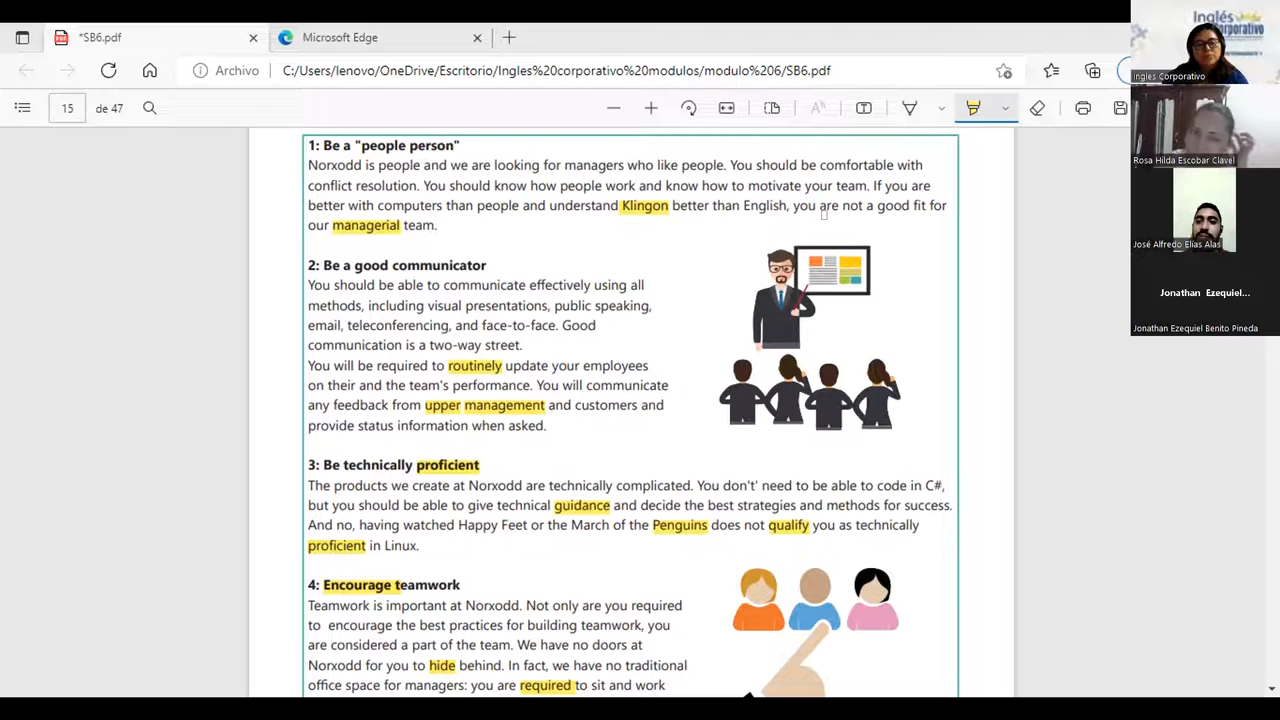 *SB6.pdf
Microsoft Edge
Archivo
C:/Users/lenovo/OneDrive/Escritorio/Ingles%20corporativo%20modulos/modulo%206/SB6.pdf
15 de 47
1: Be a "people person"
Norxodd is people and we are looking for managers who like people. You should be comfortable with
conflict resolution. You should know how people work and know how to motivate your team. If you are
better with computers than people and understand Klingon better than English, you are not a good fit for
our managerial team.
2: Be a good communicator
You should be able to communicate effectively using all
methods, including visual presentations, public speaking,
email, teleconferencing, and face-to-face. Good
communication is a two-way street.
You will be required to routinely update your employees
on their and the team's performance. You will communicate
any feedback from upper management and customers and
provide status information when asked.
3: Be technically proficient
The products we create at Norxodd are technically complicated. You don't' need to be able to code in C#,
but you should be able to give technical guidance and decide the best strategies and methods for success.
And no, having watched Happy Feet or the March of the Penguins does not qualify you as technically
proficient in Linux.
4: Encourage teamwork
Teamwork is important at Norxodd. Not only are you required
to encourage the best practices for building teamwork, you
are considered a part of the team. We have no doors at
Norxodd for you to hide behind. In fact, we have no traditional
office space for managers: you are required to sit and work
Inglés
Corporativo
Ingles Corporativo
Rosa Hilda Escobar Clavel
José Alfredo Elías Alas
Jonathan Ezequiel...
Jonathan Ezequiel Benito Pineda